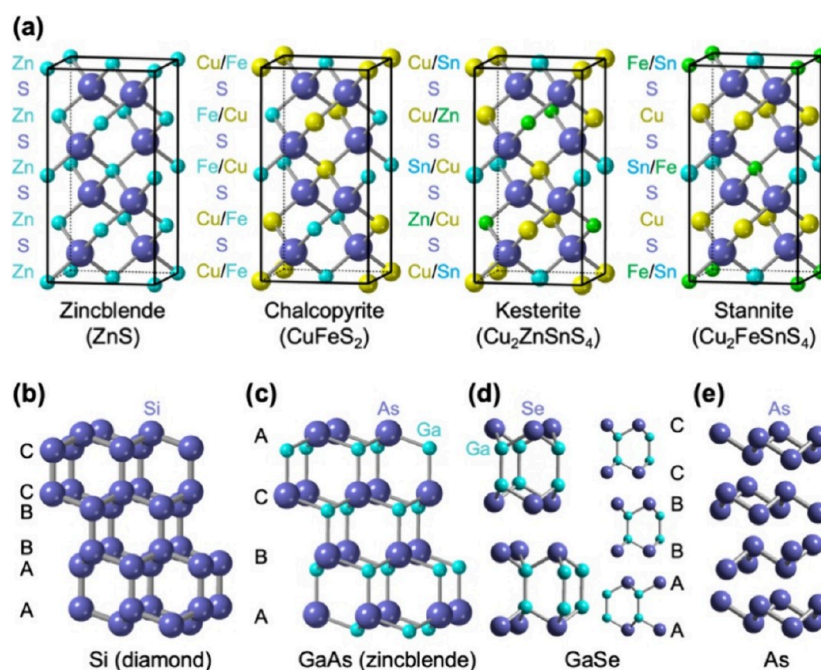 (a)
Zn Cu/Fe Cu/Sn Fe/Sn
S S S S
Zn Fe/Cu Cu/Zn Cu
S S S S
Zn Fe/Cu Sn/Cu Sn/Fe
S S S S
Zn Cu/Fe Zn/Cu Cu
S S S S
Zn Cu/Fe Cu/Sn Fe/Sn
Zincblende Chalcopyrite Kesterite Stannite
(ZnS) (CuFeS₂) (Cu₂ZnSnS₄) (Cu₂FeSnS₄)
(b) Si
C
C
B
B
A
A
Si (diamond)
(c) As
Ga
A
C
B
A
GaAs (zincblende)
(d) Se
Ga
C
C
B
B
A
A
GaSe
(e) As
As